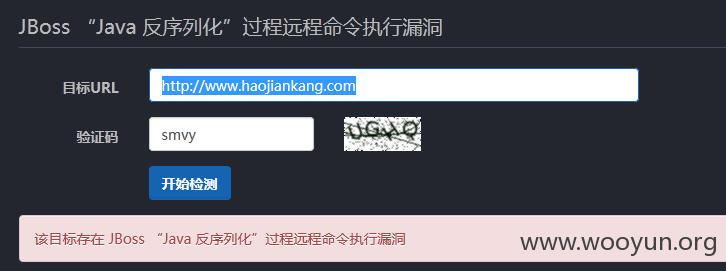 JBoss “Java 反序列化”过程远程命令执行漏洞
目标URL http://www.haojiankang.com
验证码 smvy
开始检测
该目标存在 JBoss “Java 反序列化”过程远程命令执行漏洞
www.wooyun.org